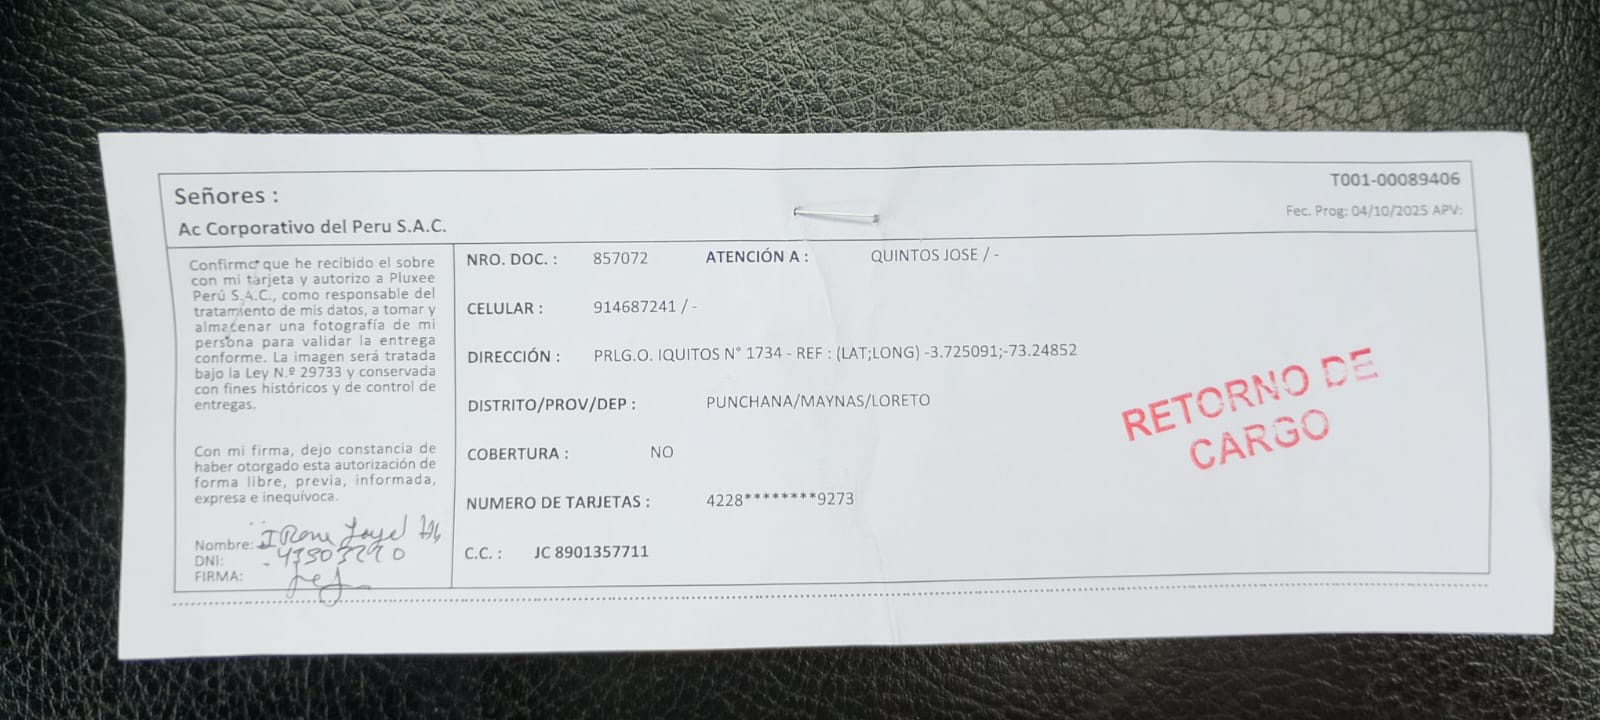 Señores :
Ac Corporativo del Peru S.A.C.
T001-00089406
Fec. Prog: 04/10/2025 APV:
Confirmo que he recibido el sobre
con mi tarjeta y autorizo a Pluxee
Perú S.A.C., como responsable del
tratamiento de mis datos, a tomar y
almacenar una fotografía de mi
persona para validar la entrega
conforme. La imagen será tratada
bajo la Ley N.º 29733 y conservada
con fines históricos y de control de
entregas.
Con mi firma, dejo constancia de
haber otorgado esta autorización de
forma libre, previa, informada,
expresa e inequívoca.
Nombre:
DNI:
FIRMA:
NRO. DOC. : 857072 ATENCIÓN A : QUINTOS JOSE / -
CELULAR : 914687241 / -
DIRECCIÓN : PRLG.O. IQUITOS N° 1734 - REF : (LAT;LONG) -3.725091;-73.24852
DISTRITO/PROV/DEP : PUNCHANA/MAYNAS/LORETO
COBERTURA : NO
NUMERO DE TARJETAS : 4228********9273
C.C. : JC 8901357711
RETORNO DE
CARGO